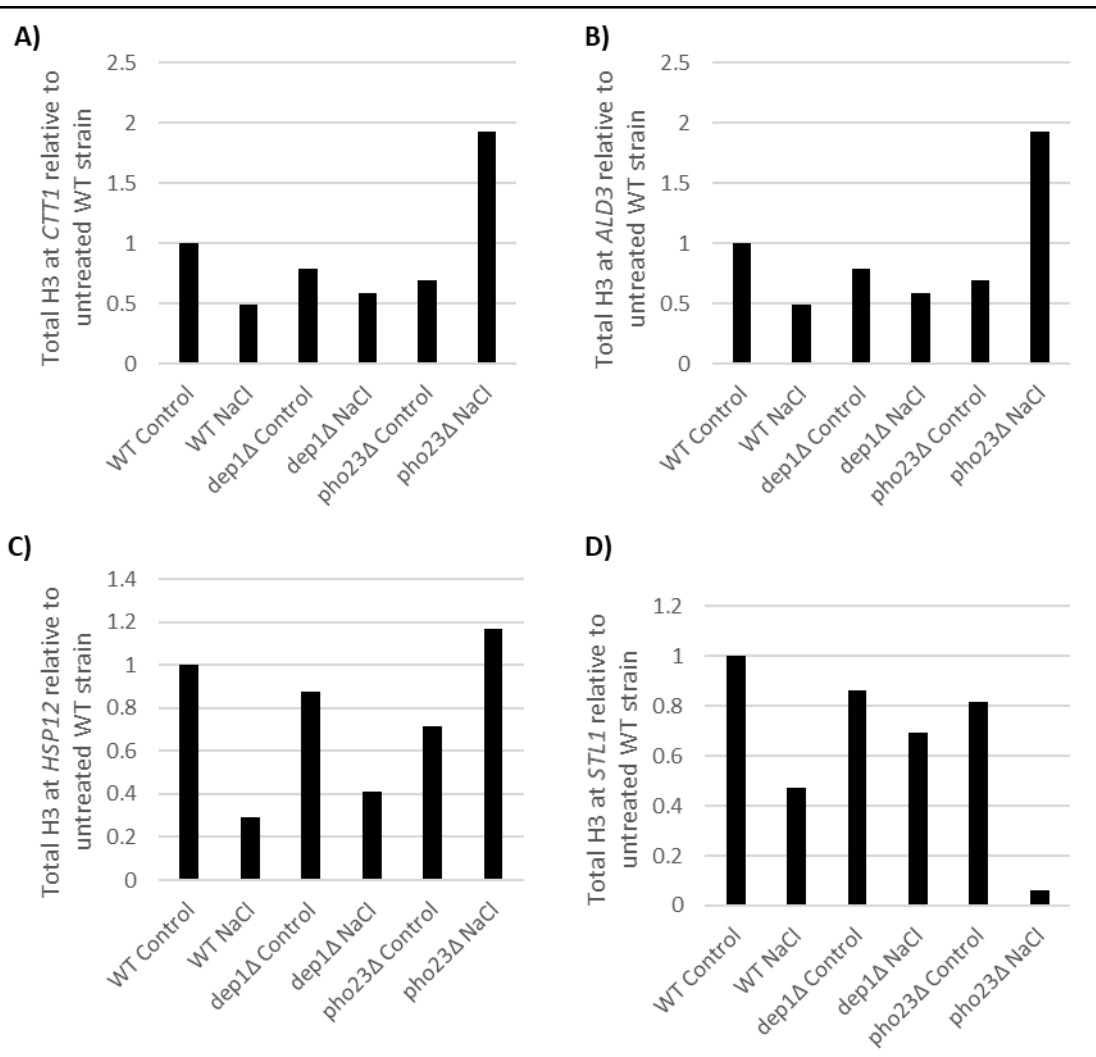 A)
Total H3 at CTT1 relative to
untreated WT strain
2.5
2
1.5
1
0.5
0
WT Control
WT NaCl
dep1Δ Control
dep1Δ NaCl
pho23Δ Control
pho23Δ NaCl
B)
Total H3 at ALD3 relative to
untreated WT strain
2.5
2
1.5
1
0.5
0
WT Control
WT NaCl
dep1Δ Control
dep1Δ NaCl
pho23Δ Control
pho23Δ NaCl
C)
Total H3 at HSP12 relative to
untreated WT strain
1.4
1.2
1
0.8
0.6
0.4
0.2
0
WT Control
WT NaCl
dep1Δ Control
dep1Δ NaCl
pho23Δ Control
pho23Δ NaCl
D)
Total H3 at STL1 relative to
untreated WT strain
1.2
1
0.8
0.6
0.4
0.2
0
WT Control
WT NaCl
dep1Δ Control
dep1Δ NaCl
pho23Δ Control
pho23Δ NaCl